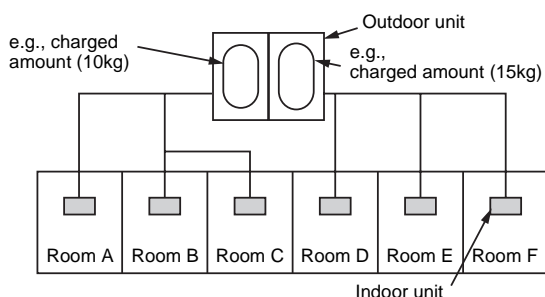 Outdoor unit
e.g., charged
amount (10kg)
e.g.,
charged amount (15kg)
Room A
Room B
Room C
Room D
Room E
Room F
Indoor unit